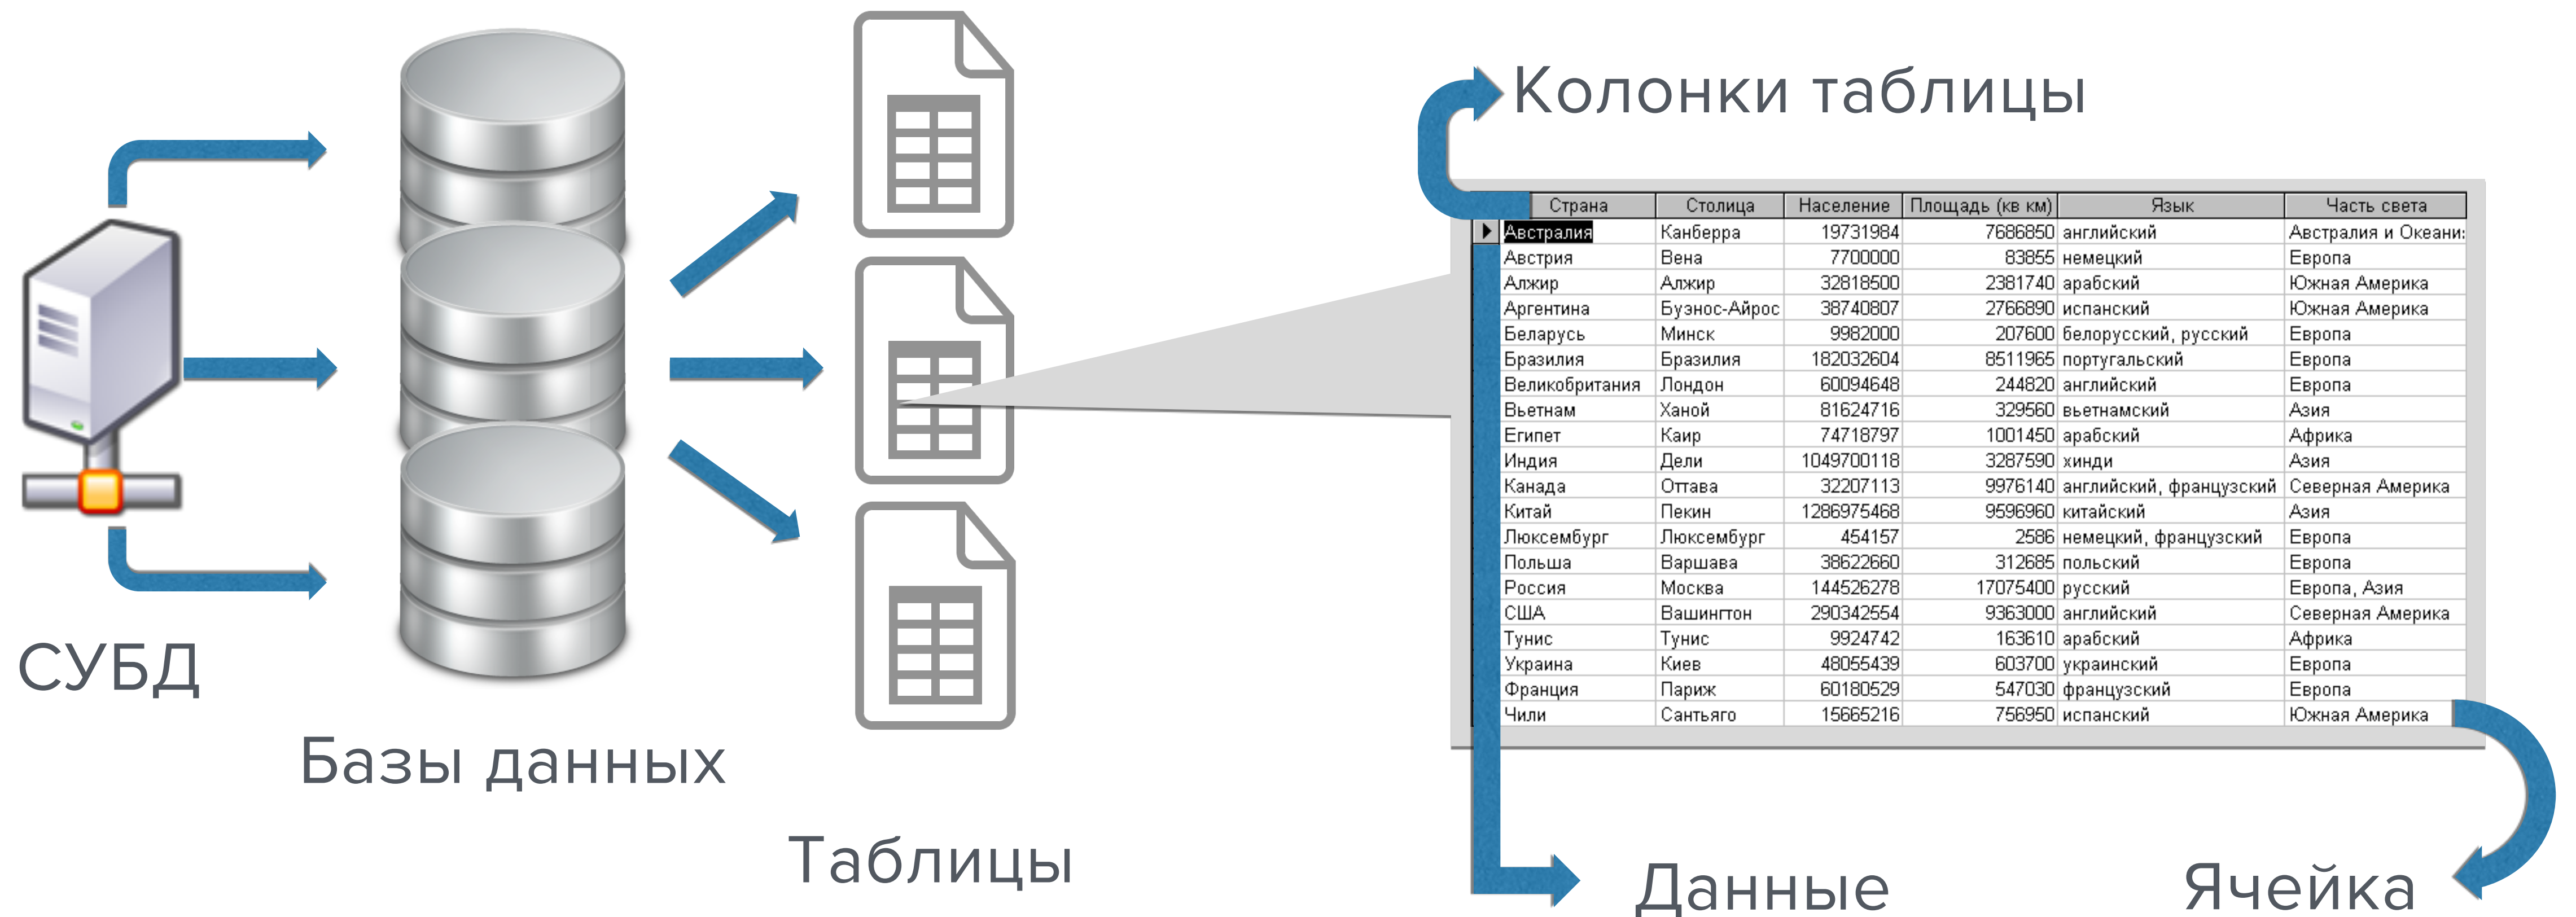 Колонки таблицы
Страна Столица Население Площадь (кв км) Язык Часть света
Австралия Канберра 19731984 7686850 английский Австралия и Океани:
Австрия Вена 7700000 83855 немецкий Европа
Алжир Алжир 32818500 2381740 арабский Южная Америка
Аргентина Буэнос-Айрос 38740807 2766890 испанский Южная Америка
Беларусь Минск 9982000 207600 белорусский, русский Европа
Бразилия Бразилия 182032604 8511965 португальский Европа
Великобритания Лондон 60094648 244820 английский Европа
Вьетнам Ханой 81624716 329560 вьетнамский Азия
Египет Каир 74718797 1001450 арабский Африка
Индия Дели 1049700118 3287590 хинди Азия
Канада Оттава 32207113 9976140 английский, французский Северная Америка
Китай Пекин 1286975468 9596960 китайский Азия
Люксембург Люксембург 454157 2586 немецкий, французский Европа
Польша Варшава 38622660 312685 польский Европа
Россия Москва 144526278 17075400 русский Европа, Азия
США Вашингтон 290342554 9363000 английский Северная Америка
Тунис Тунис 9924742 163610 арабский Африка
Украина Киев 48055439 603700 украинский Европа
Франция Париж 60180529 547030 французский Европа
Чили Сантьяго 15665216 756950 испанский Южная Америка
СУБД
Базы данных
Таблицы
Данные
Ячейка